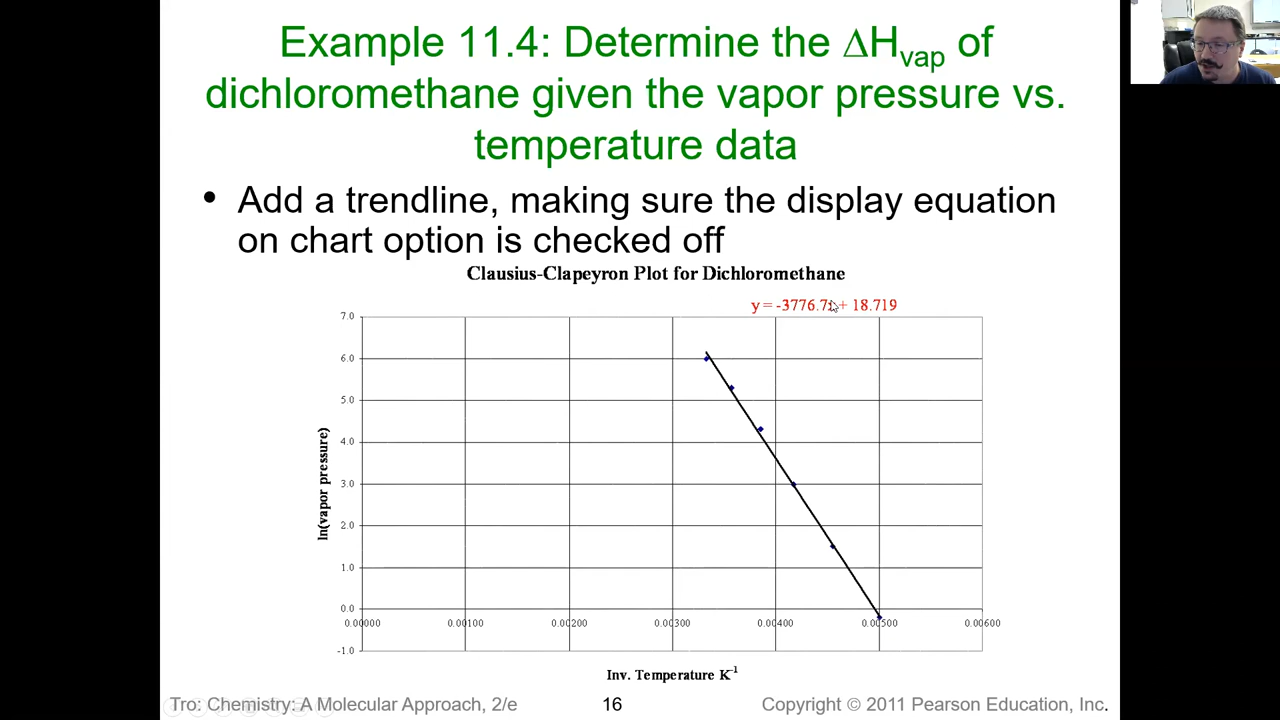 Example 11.4: Determine the ΔHvap of
dichloromethane given the vapor pressure vs.
temperature data
• Add a trendline, making sure the display equation
on chart option is checked off
Clausius-Clapeyron Plot for Dichloromethane
y = -3776.7 + 18.719
7.0
6.0
5.0
4.0
3.0
2.0
1.0
0.0
-1.0
ln(vapor pressure)
0.00000 0.00100 0.00200 0.00300 0.00400 0.00500 0.00600
Inv. Temperature K-1
Tro: Chemistry: A Molecular Approach, 2/e 16 Copyright © 2011 Pearson Education, Inc.